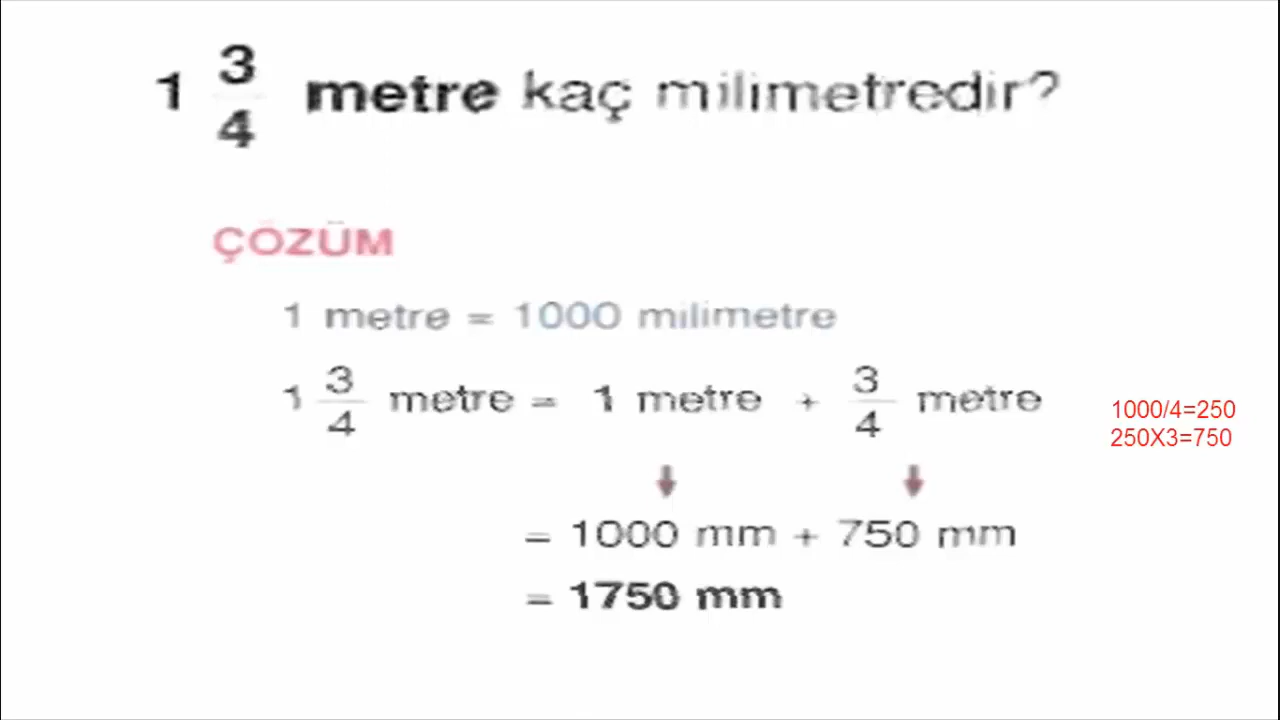 1 3/4 metre kaç milimetredir?
ÇÖZÜM
1 metre = 1000 milimetre
1 3/4 metre = 1 metre + 3/4 metre
1000/4=250
250X3=750
= 1000 mm + 750 mm
= 1750 mm